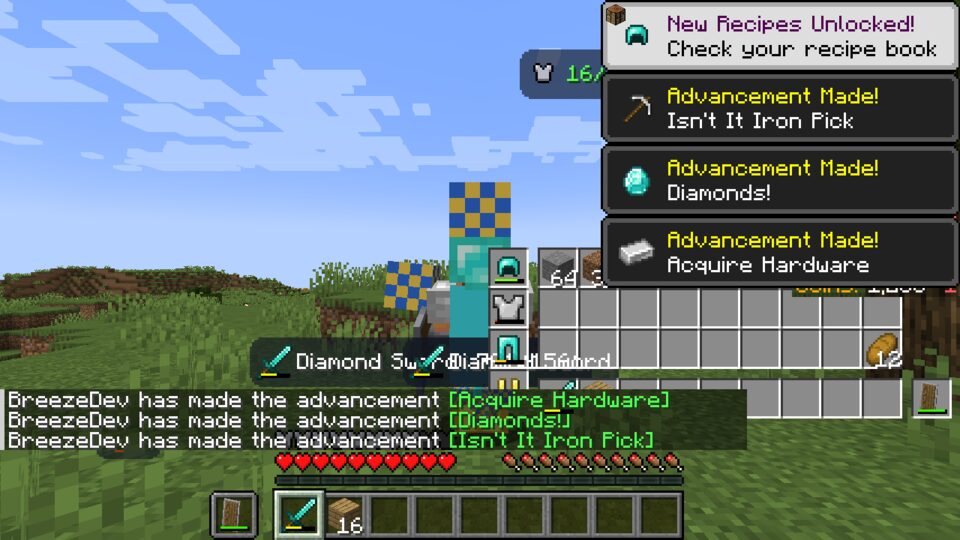 New Recipes Unlocked!
Check your recipe book
16/
Advancement Made!
Isn't It Iron Pick
Advancement Made!
Diamonds!
Advancement Made!
Acquire Hardware
64
12
Diamond
BreezeDev has made the advancement [Acquire Hardware]
BreezeDev has made the advancement [Diamonds!]
BreezeDev has made the advancement [Isn't It Iron Pick]
16